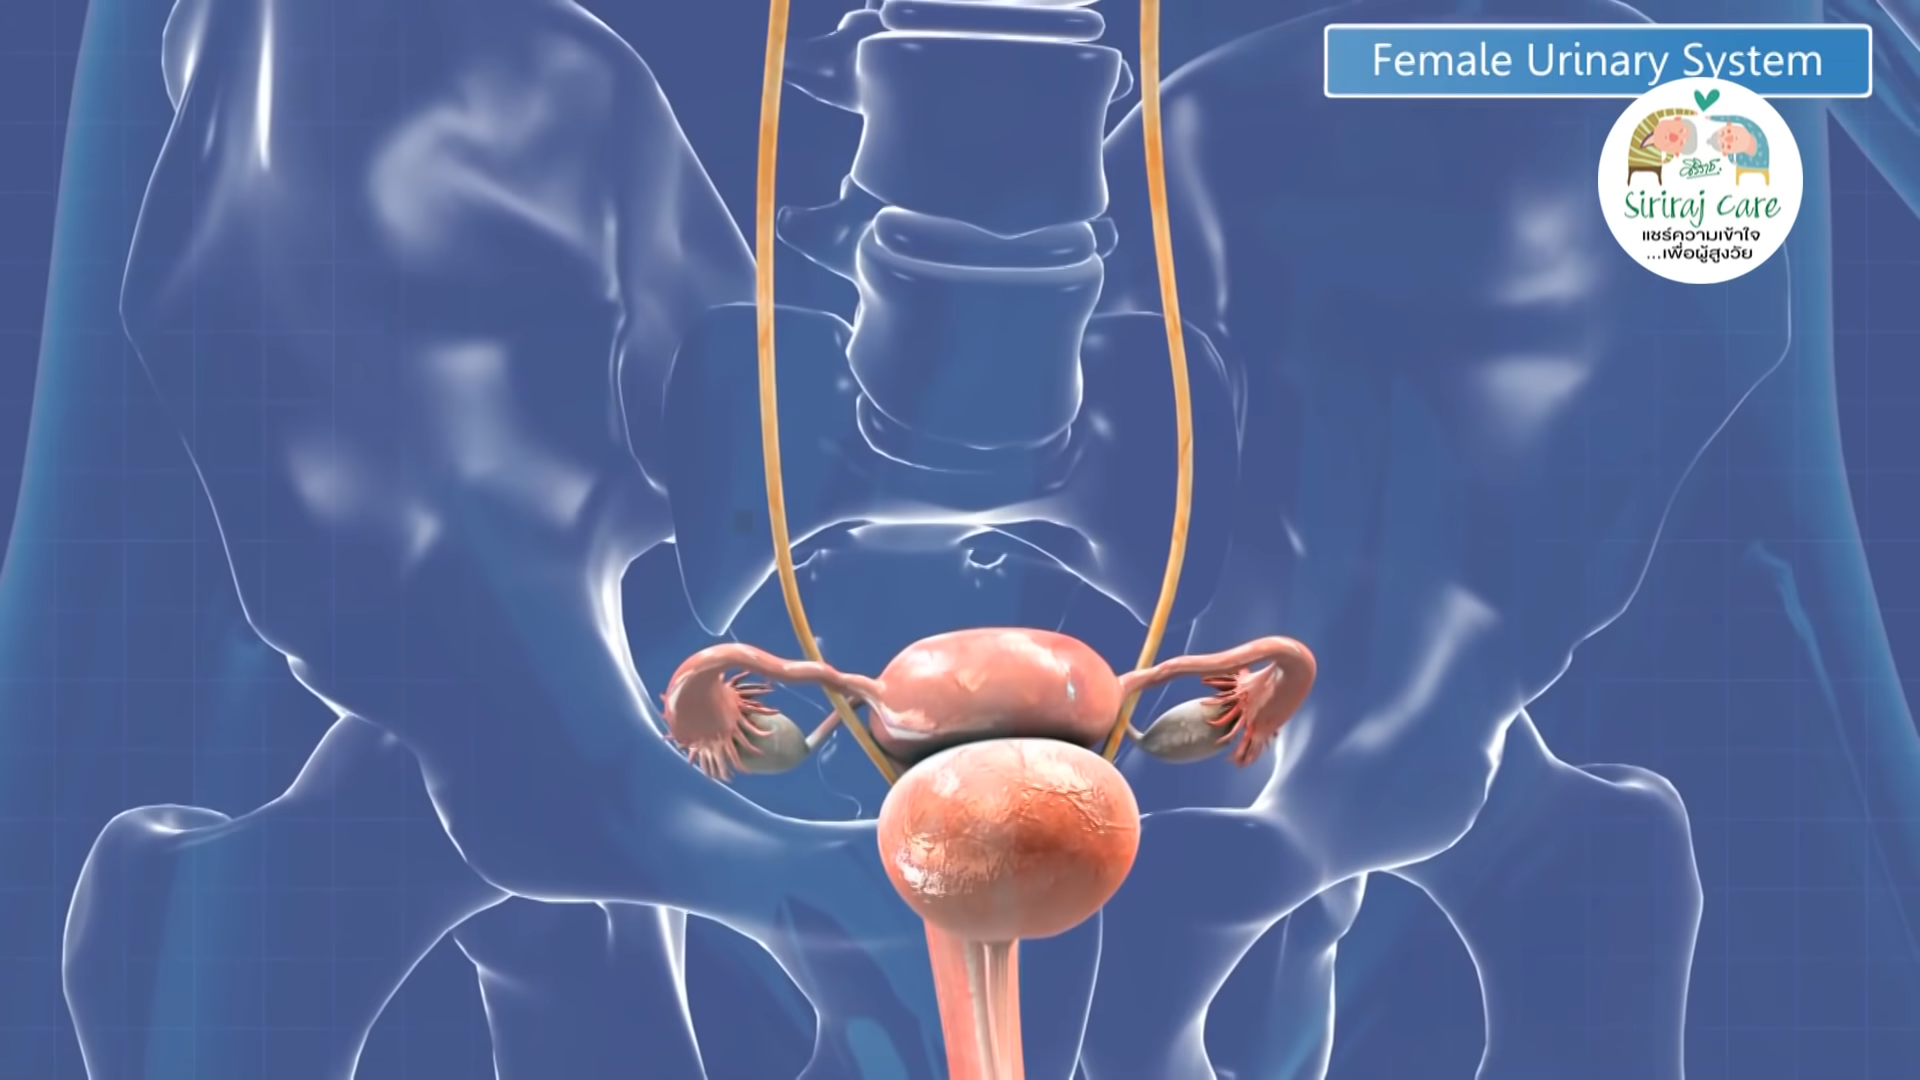 Female Urinary System
ศิริราช
Siriraj Care
แชร์ความเข้าใจ
...เพื่อผู้สูงวัย